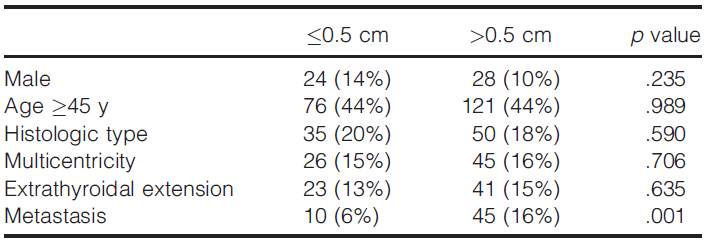 ≤0.5 cm >0.5 cm p value
Male 24 (14%) 28 (10%) .235
Age ≥45 y 76 (44%) 121 (44%) .989
Histologic type 35 (20%) 50 (18%) .590
Multicentricity 26 (15%) 45 (16%) .706
Extrathyroidal extension 23 (13%) 41 (15%) .635
Metastasis 10 (6%) 45 (16%) .001